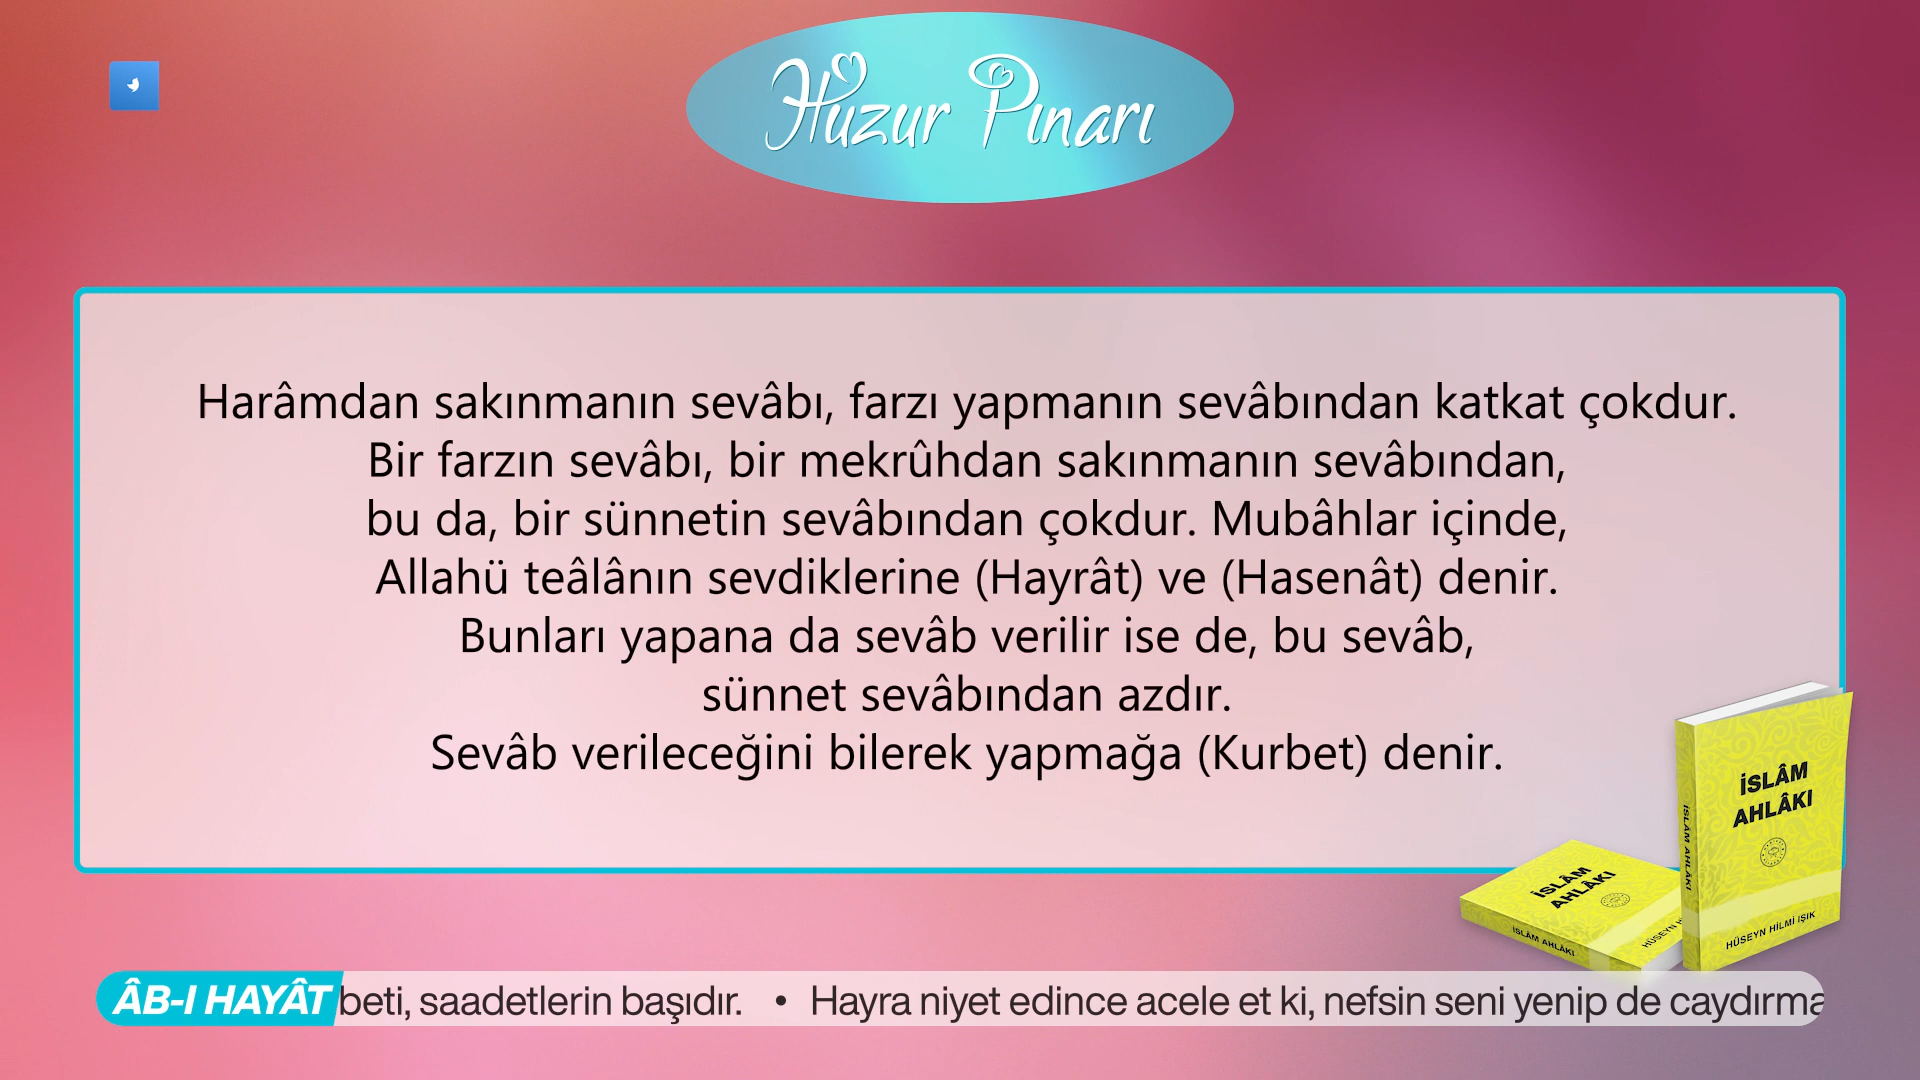 Huzur Pınarı
Harâmdan sakınmanın sevâbı, farzı yapmanın sevâbından katkat çokdur.
Bir farzın sevâbı, bir mekrûhdan sakınmanın sevâbından,
bu da, bir sünnetin sevâbından çokdur. Mubâhlar içinde,
Allahü teâlânın sevdiklerine (Hayrât) ve (Hasenât) denir.
Bunları yapana da sevâb verilir ise de, bu sevâb,
sünnet sevâbından azdır.
Sevâb verileceğini bilerek yapmağa (Kurbet) denir.
İSLÂM
AHLÂKI
İSLÂM AHLÂKI
HÜSEYN HİLMİ IŞIK
İSLÂM
AHLÂKI
İSLÂM AHLÂKI
HÜSEYN
ÂB-I HAYÂT
beti, saadetlerin başıdır. • Hayra niyet edince acele et ki, nefsin seni yenip de caydırma